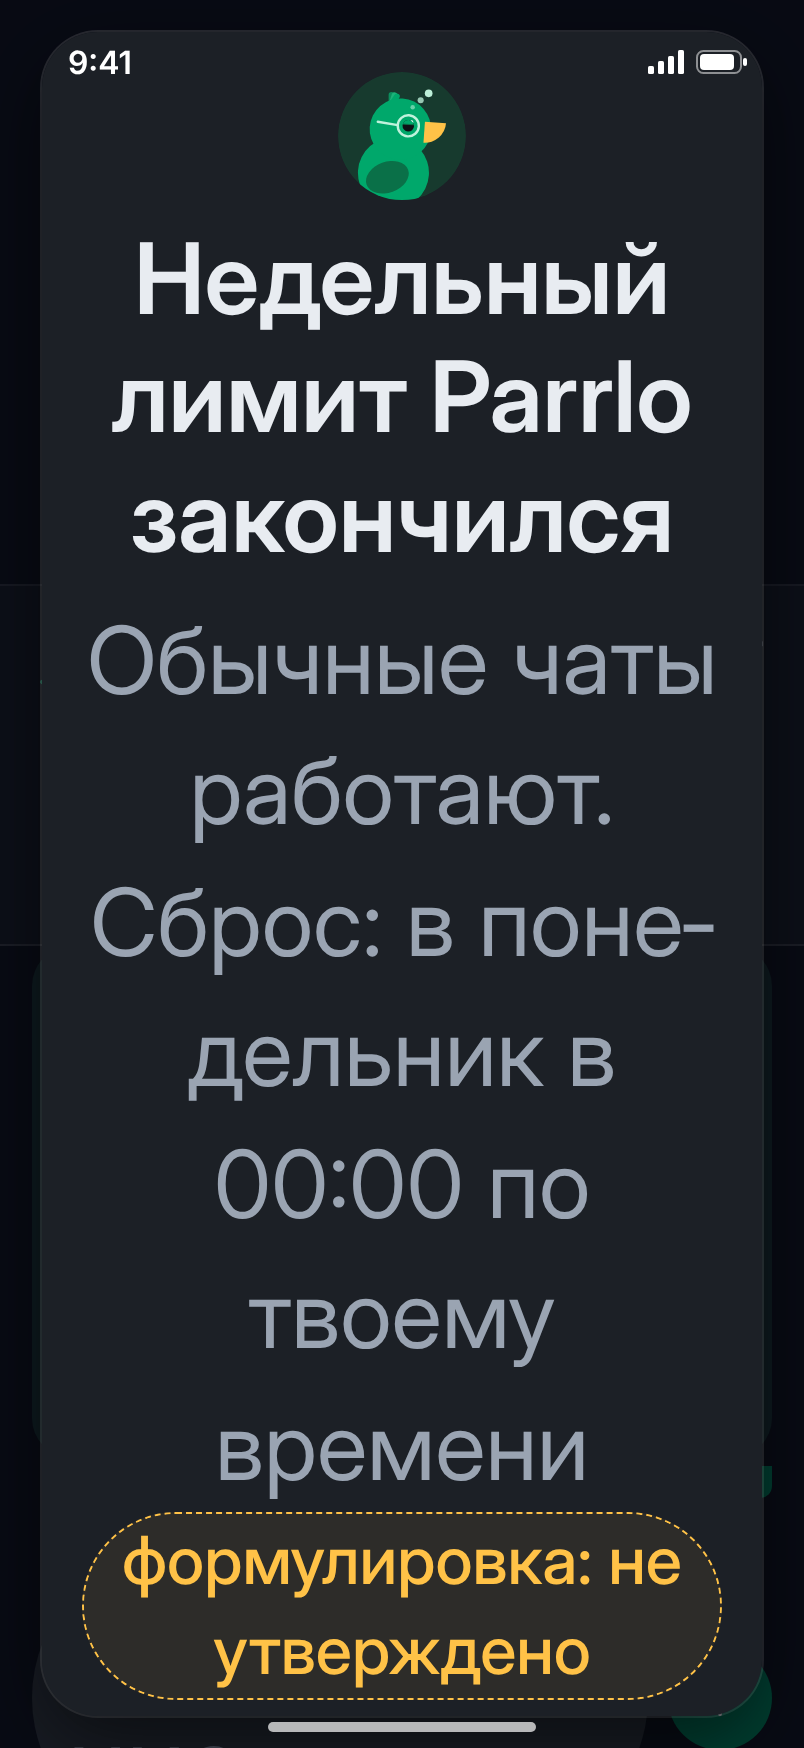 9:41
Недельный
лимит Parrlo
закончился
Обычные чаты
работают.
Сброс: в поне-
дельник в
00:00 по
твоему
времени
формулировка: не
утверждено